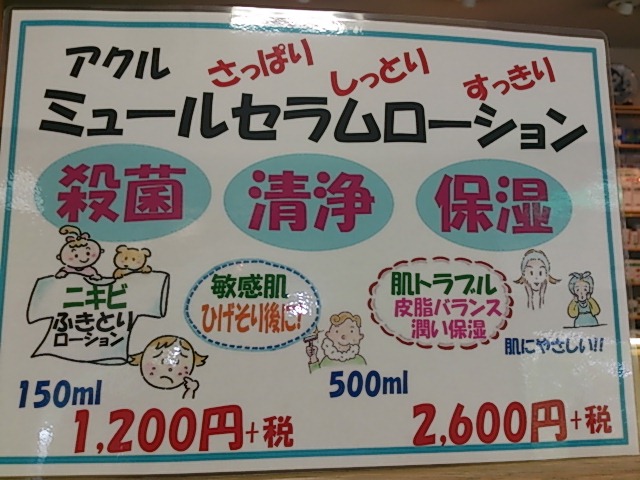 アクル
さっぱり しっとり すっきり
ミュールセラムローション
殺菌 清浄 保湿
ニキビ
ふきとり
ローション
敏感肌
ひげそり後に!
肌トラブル
皮脂バランス
潤い保湿
肌にやさしい!!
150ml
1,200円+税
500ml
2,600円+税